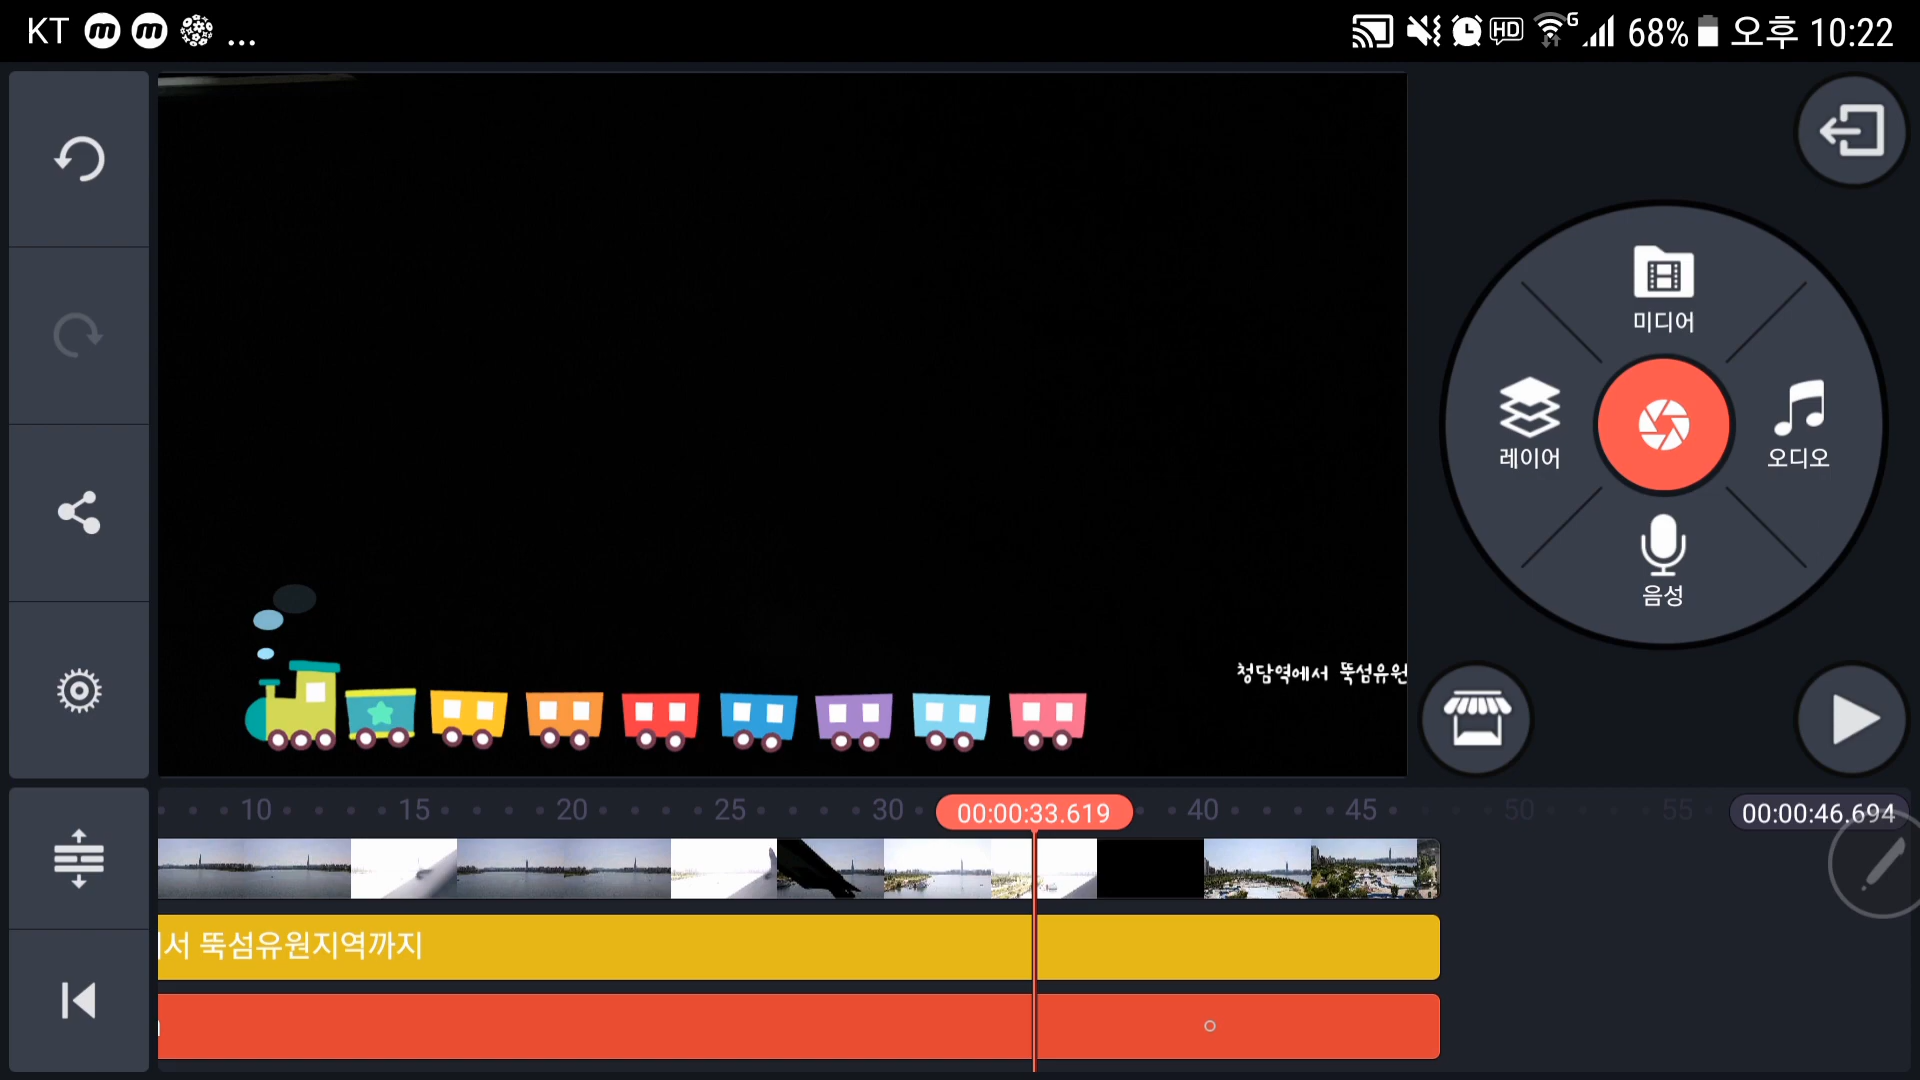 KT ... HD G 68% 오후 10:22
미디어
레이어
오디오
음성
청담역에서 뚝섬유원
10 15 20 25 30 00:00:33.619 40 45 50 55 00:00:46.694
서 뚝섬유원지역까지